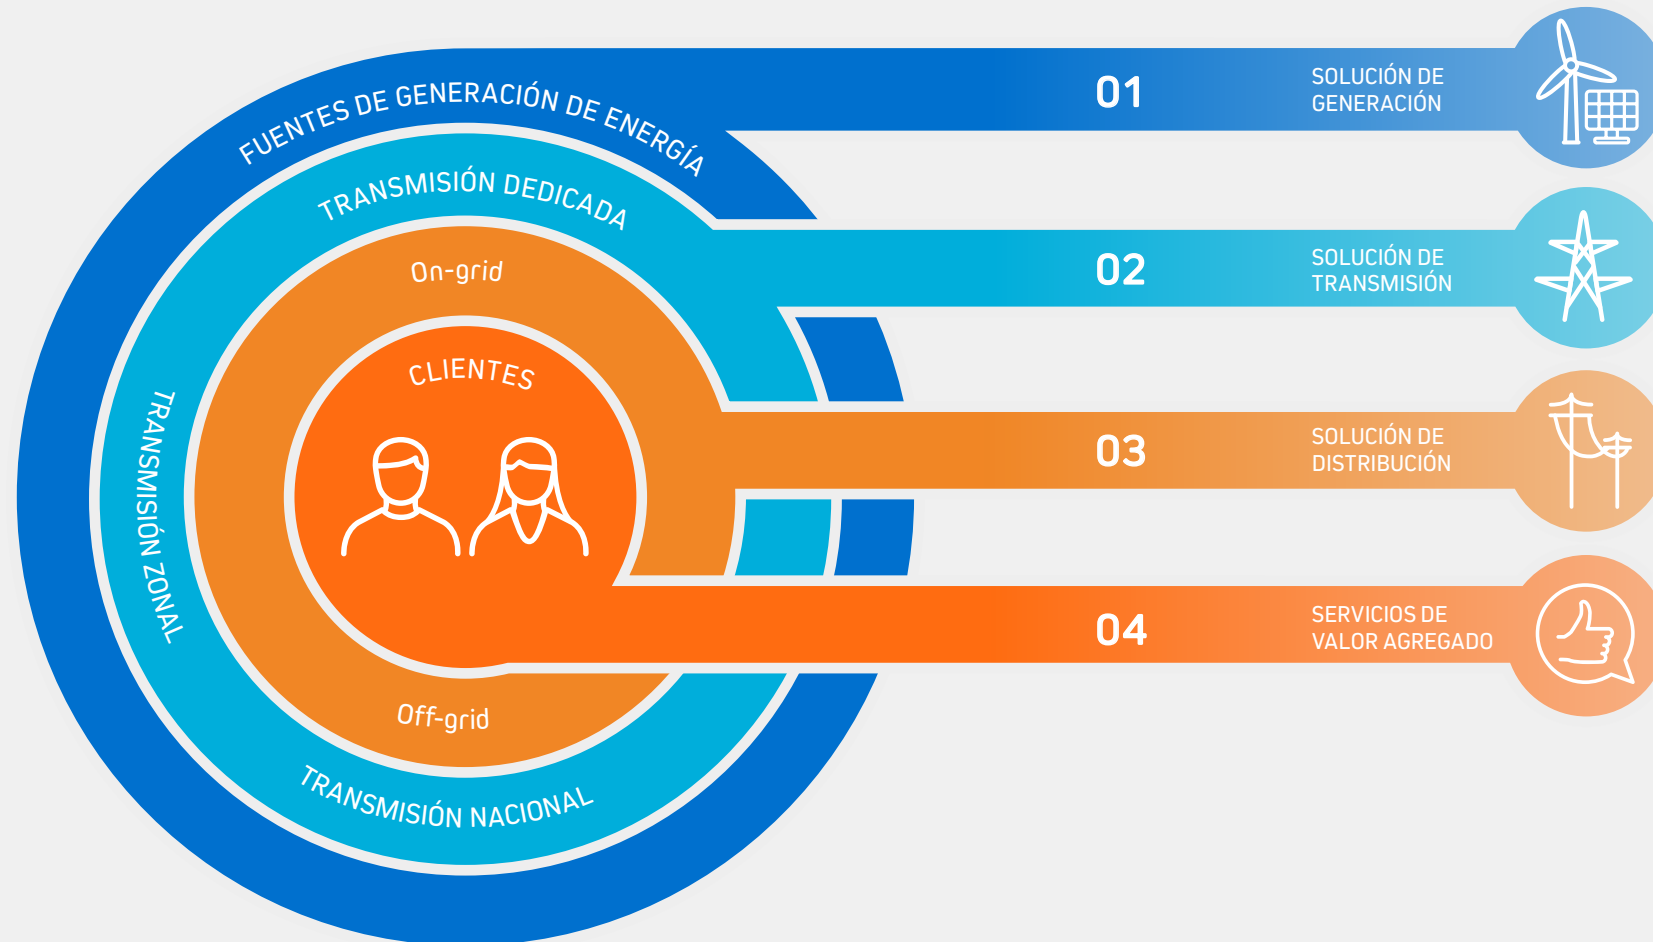 FUENTES DE GENERACIÓN DE ENERGÍA
TRANSMISIÓN DEDICADA
On-grid
CLIENTES
TRANSMISIÓN ZONAL
Off-grid
TRANSMISIÓN NACIONAL
01
SOLUCIÓN DE
GENERACIÓN
02
SOLUCIÓN DE
TRANSMISIÓN
03
SOLUCIÓN DE
DISTRIBUCIÓN
04
SERVICIOS DE
VALOR AGREGADO